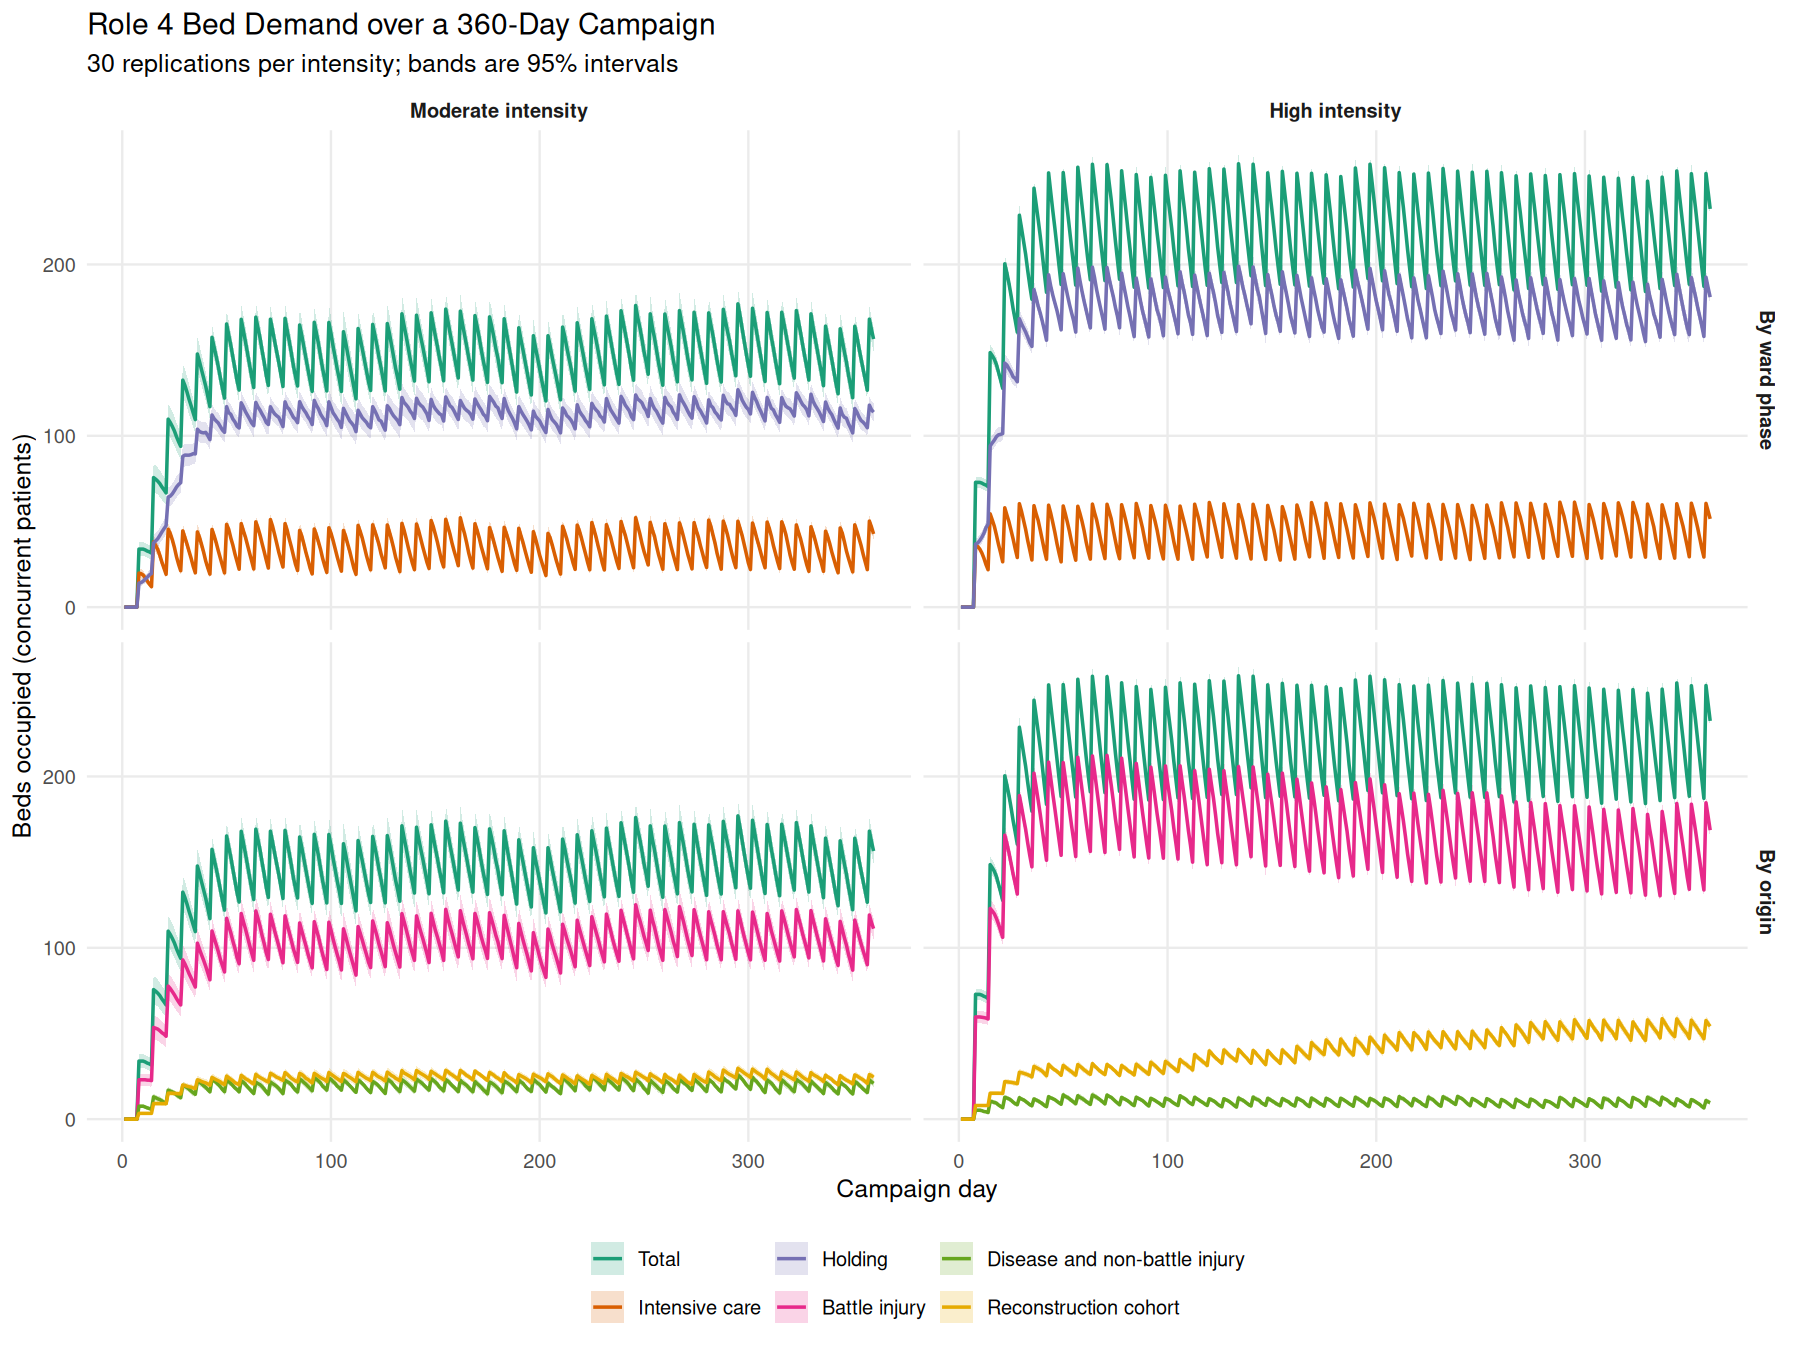 Role 4 Bed Demand over a 360-Day Campaign
30 replications per intensity; bands are 95% intervals
Moderate intensity
High intensity
200
100
0
By ward phase
Beds occupied (concurrent patients)
200
100
0
By origin
0
100
200
300
0
100
200
300
Campaign day
Total
Holding
Disease and non-battle injury
Intensive care
Battle injury
Reconstruction cohort